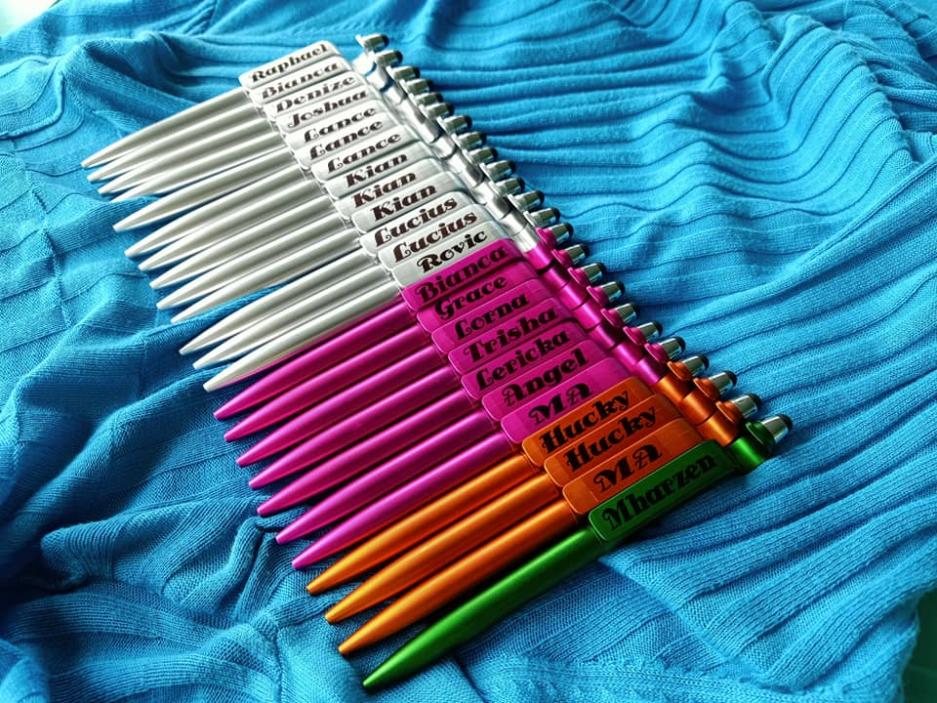 Raphael
Bianca
Denize
Joshua
Lance
Lance
Lance
Kian
Kian
Kian
Lucius
Lucius
Rovic
Bianca
Grace
Lorna
Trisha
Lericka
Angel
MA
Hucky
Hucky
MA
Mharzen